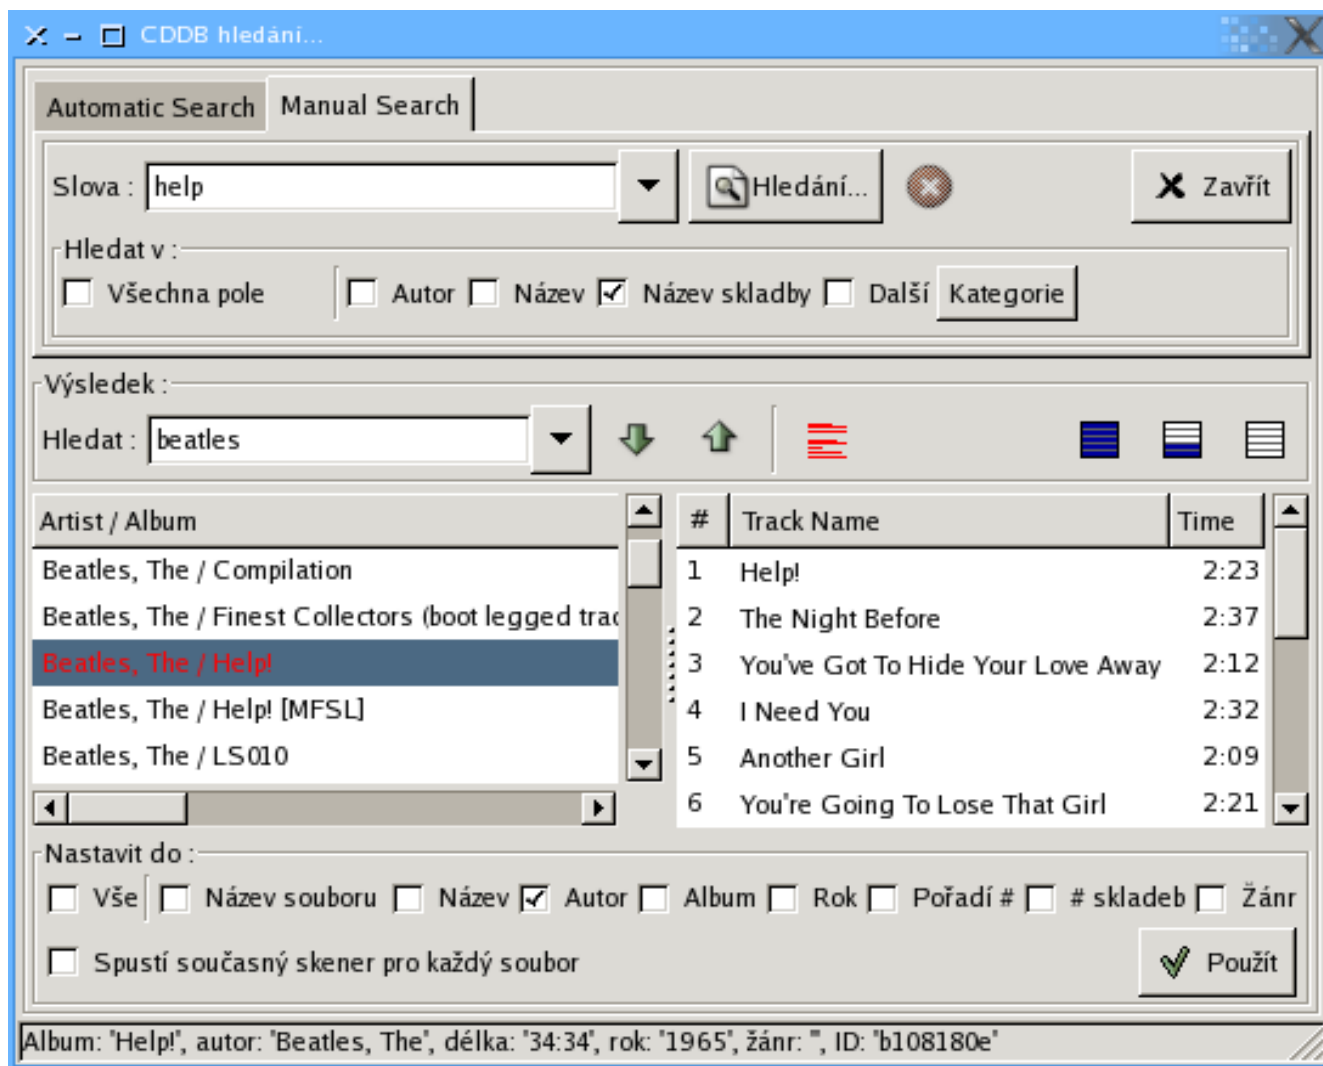 CDDB hledání...
Automatic Search Manual Search
Slova : help Hledání... Zavřít
Hledat v :
Všechna pole Autor Název Název skladby Další Kategorie
Výsledek :
Hledat : beatles
Artist / Album # Track Name Time
Beatles, The / Compilation 1 Help! 2:23
Beatles, The / Finest Collectors (boot legged trac 2 The Night Before 2:37
Beatles, The / Help! 3 You've Got To Hide Your Love Away 2:12
Beatles, The / Help! [MFSL] 4 I Need You 2:32
Beatles, The / LS010 5 Another Girl 2:09
6 You're Going To Lose That Girl 2:21
Nastavit do :
Vše Název souboru Název Autor Album Rok Pořadí # # skladeb Žánr
Spustí současný skener pro každý soubor Použít
Album: 'Help!', autor: 'Beatles, The', délka: '34:34', rok: '1965', žánr: '', ID: 'b108180e'